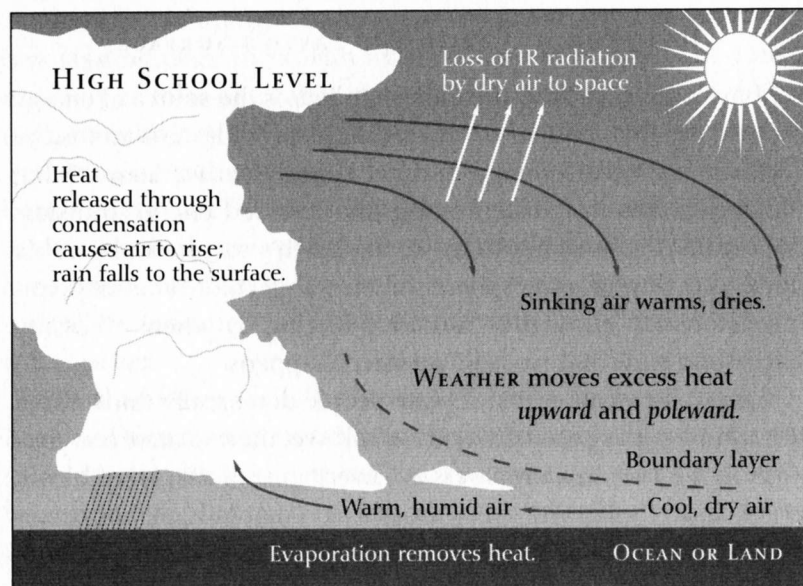 HIGH SCHOOL LEVEL
Loss of IR radiation
by dry air to space
Heat
released through
condensation
causes air to rise;
rain falls to the surface.
Sinking air warms, dries.
WEATHER moves excess heat
upward and poleward.
Boundary layer
Warm, humid air
Cool, dry air
Evaporation removes heat.
OCEAN OR LAND